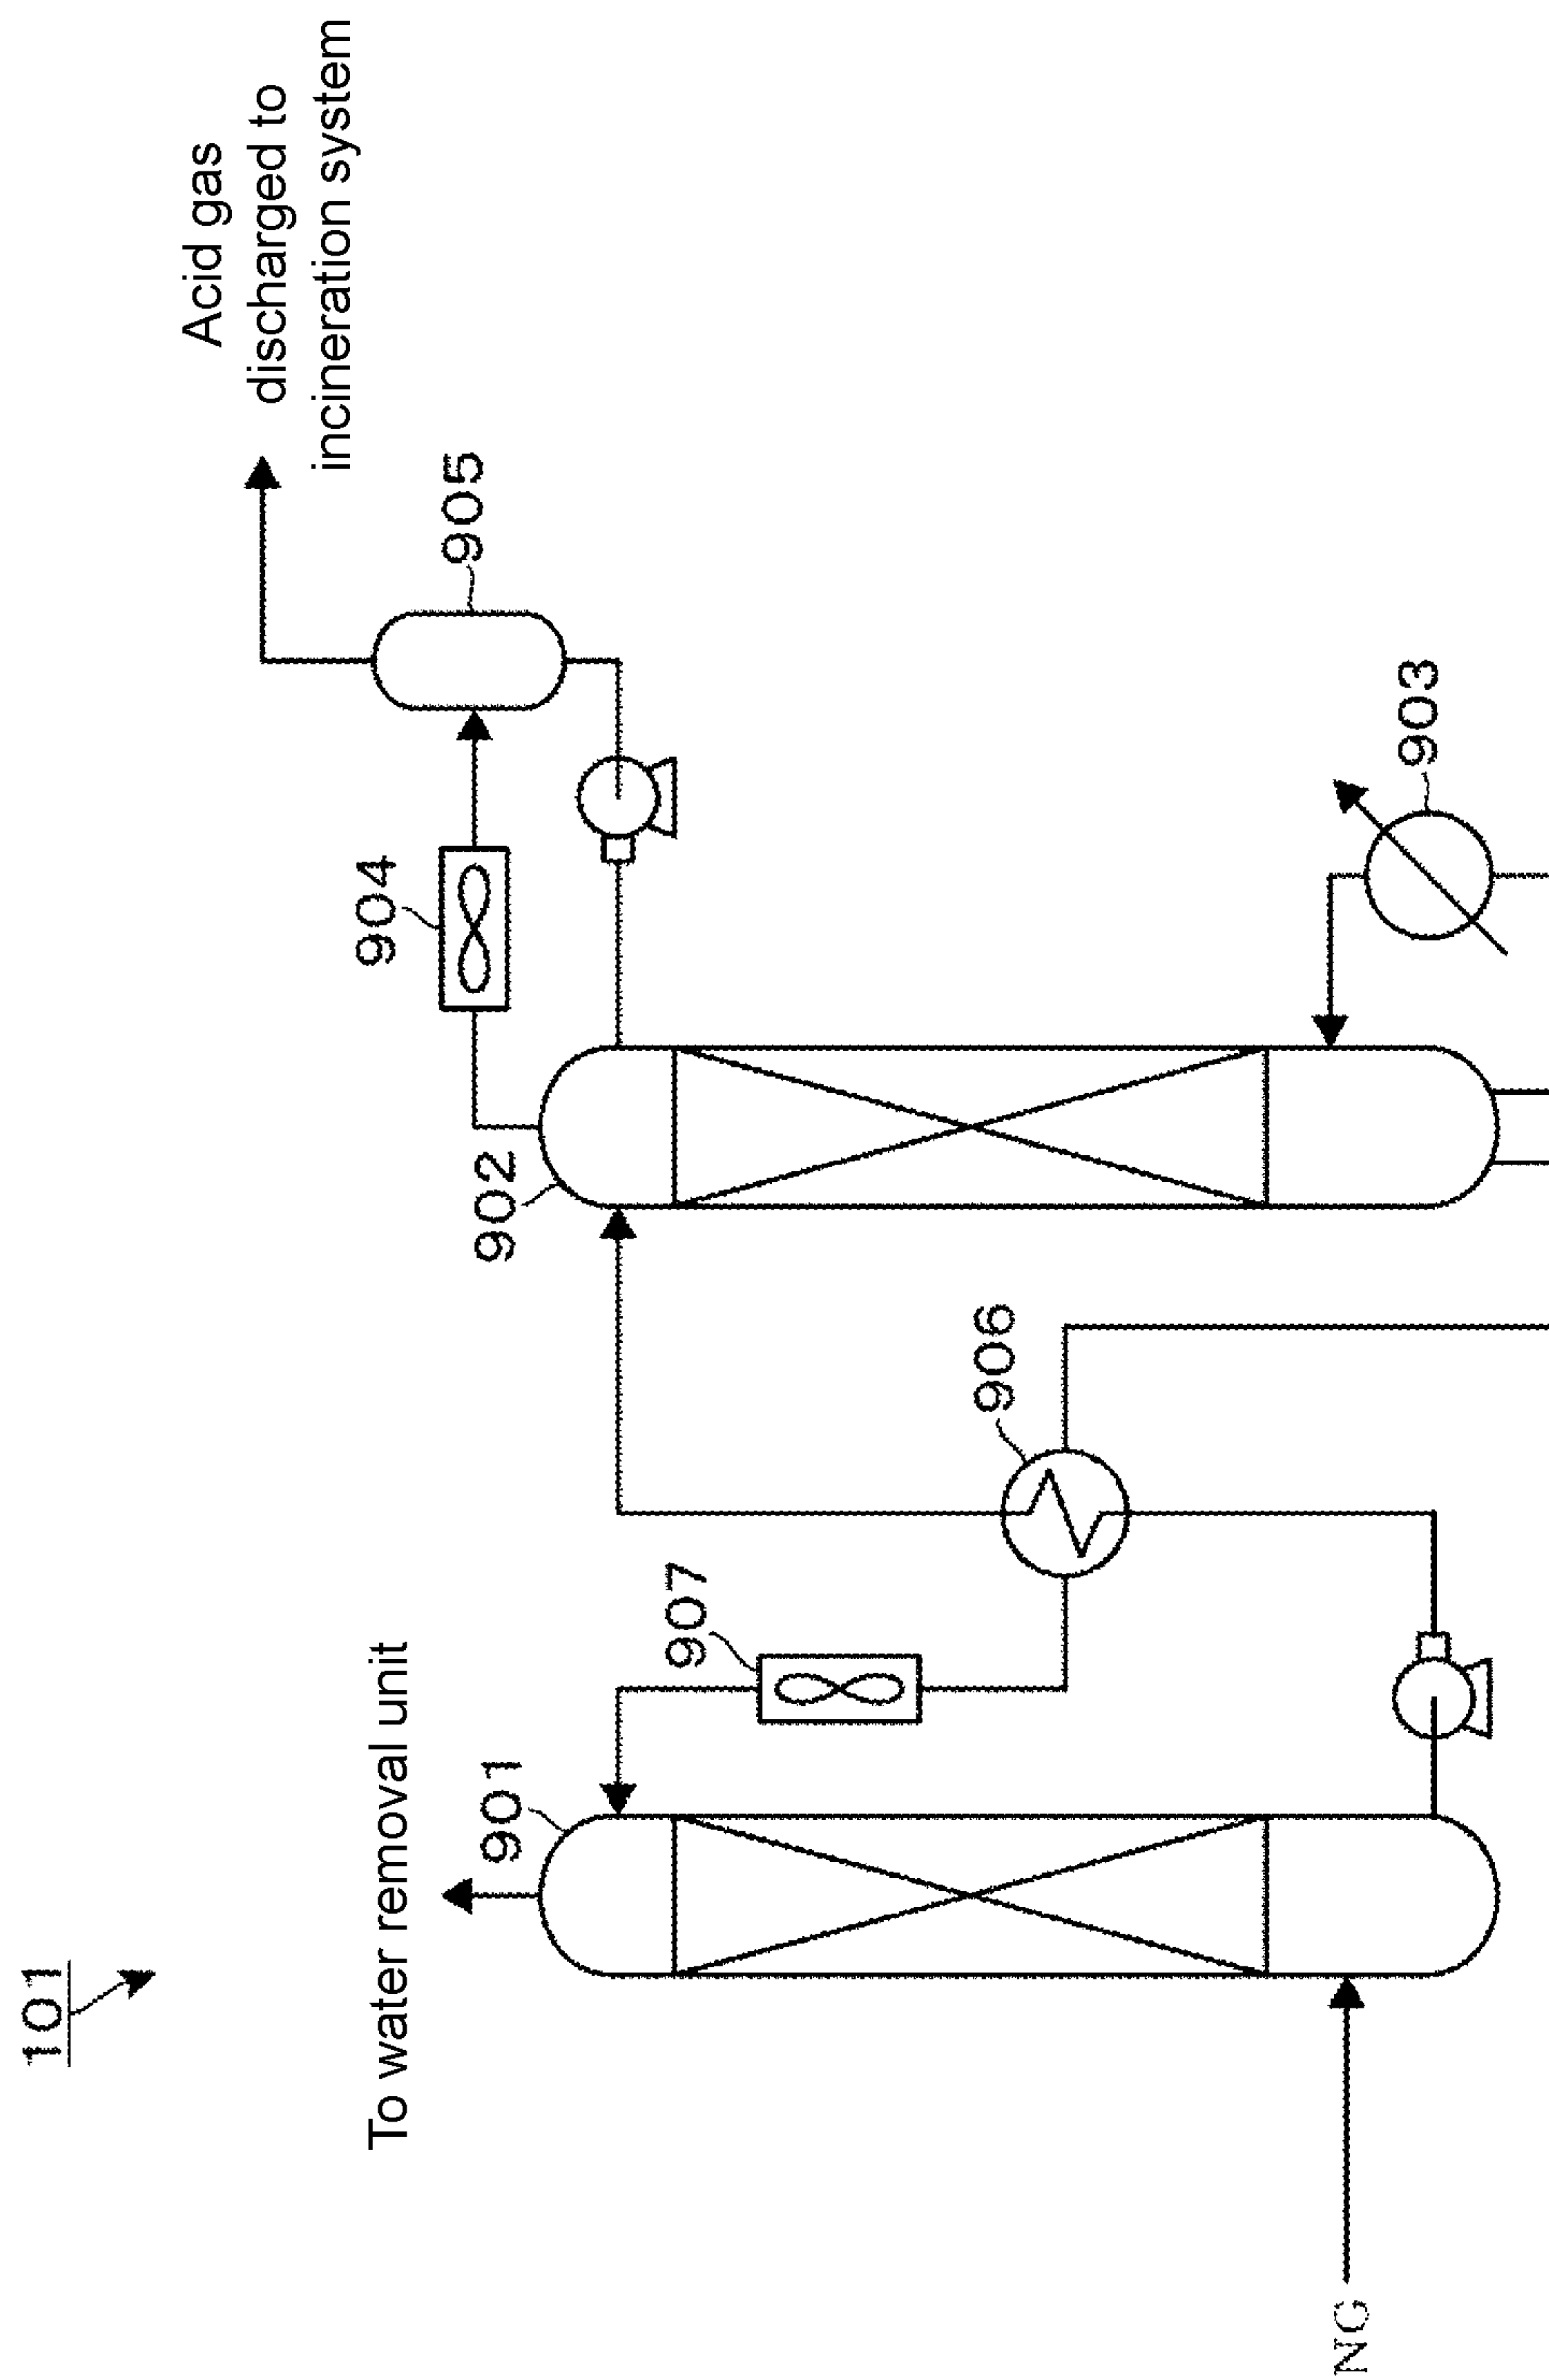 101
To water removal unit
Acid gas
discharged to
incineration system
901
907
906
902
904
905
903
NG